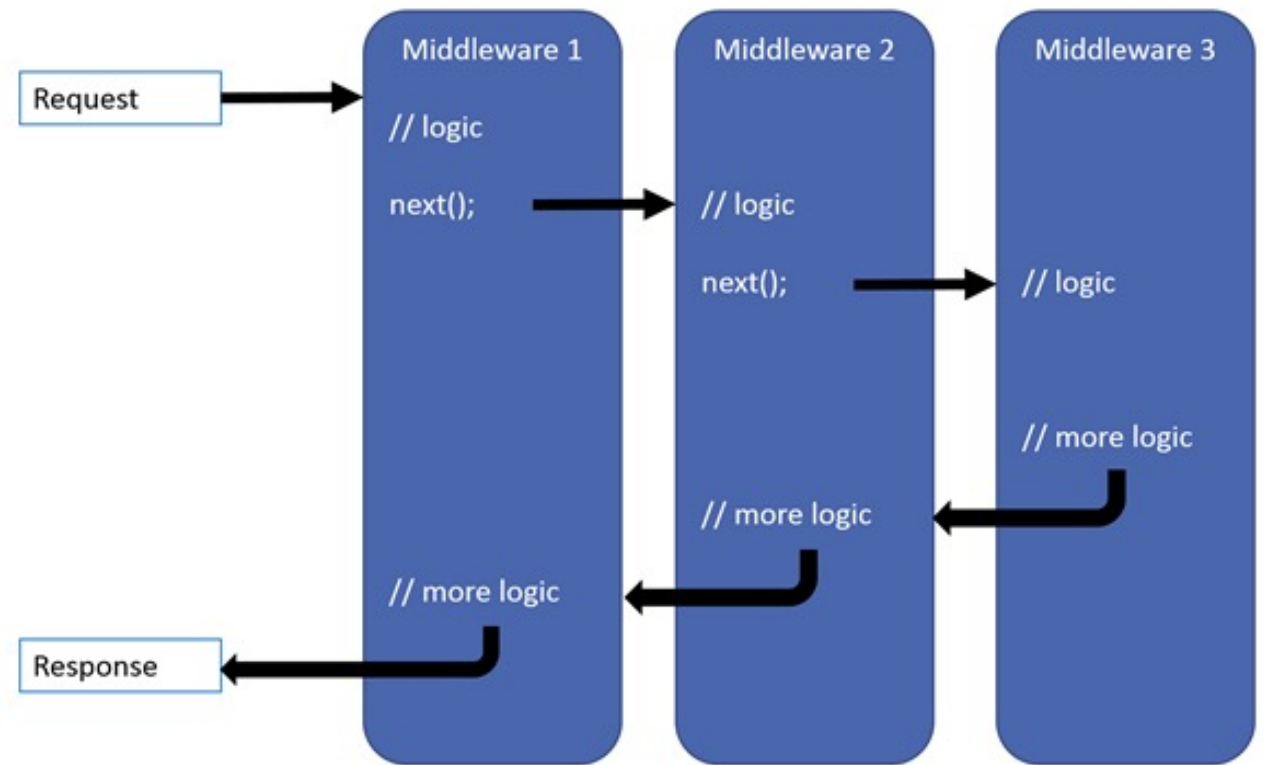 Middleware 1
Middleware 2
Middleware 3
Request
// logic
next();
// logic
next();
// logic
// more logic
// more logic
// more logic
Response